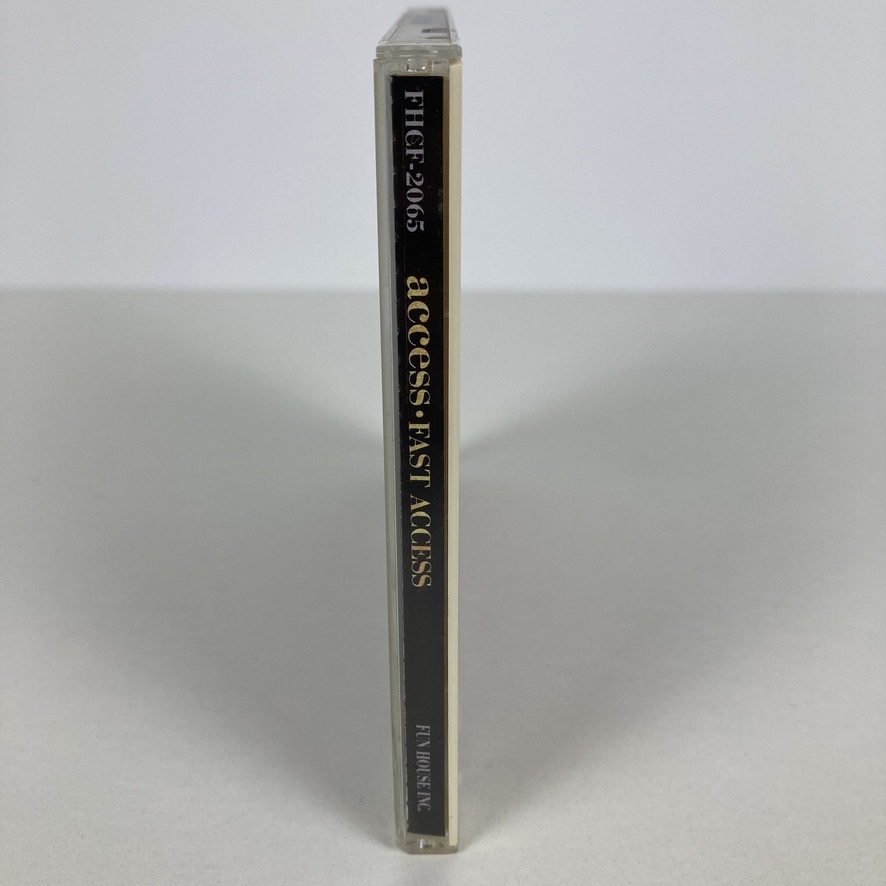 FHCF-2065
access・FAST ACCESS
FUN HOUSE INC.